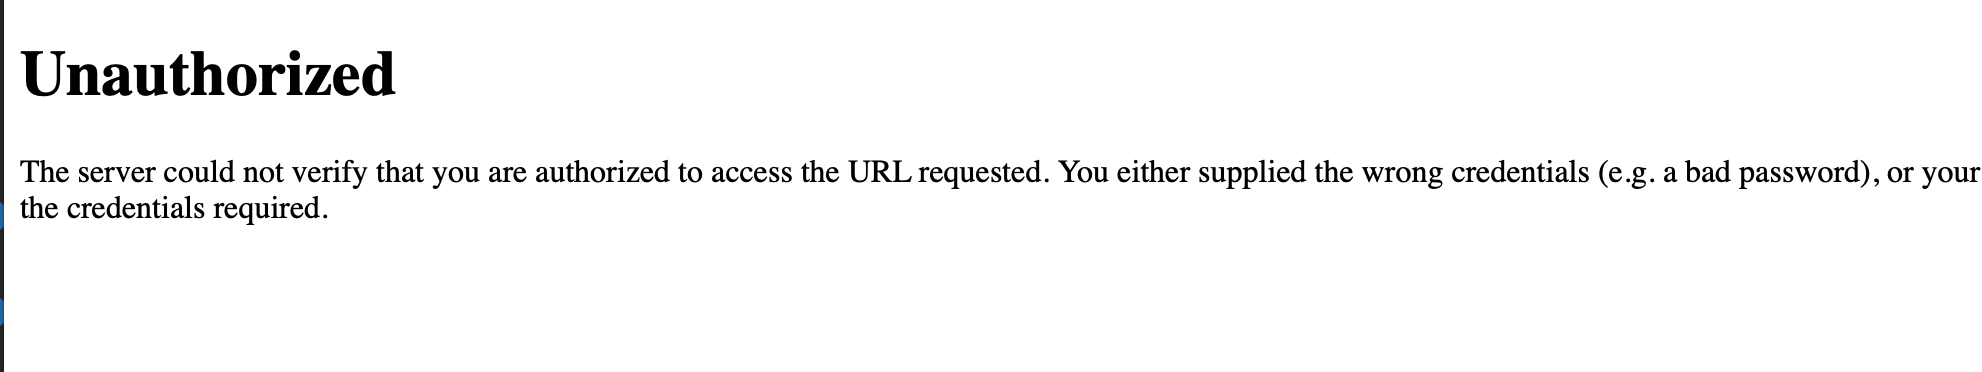 Unauthorized
The server could not verify that you are authorized to access the URL requested. You either supplied the wrong credentials (e.g. a bad password), or your
the credentials required.